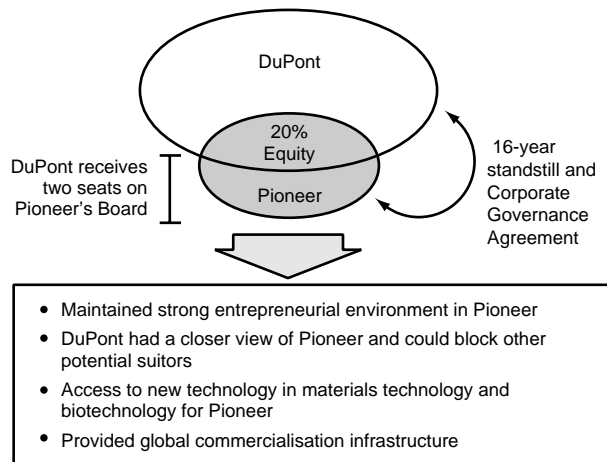 DuPont
20%
Equity
Pioneer
DuPont receives
two seats on
Pioneer’s Board
16-year
standstill and
Corporate
Governance
Agreement
• Maintained strong entrepreneurial environment in Pioneer
• DuPont had a closer view of Pioneer and could block other
potential suitors
• Access to new technology in materials technology and
biotechnology for Pioneer
• Provided global commercialisation infrastructure